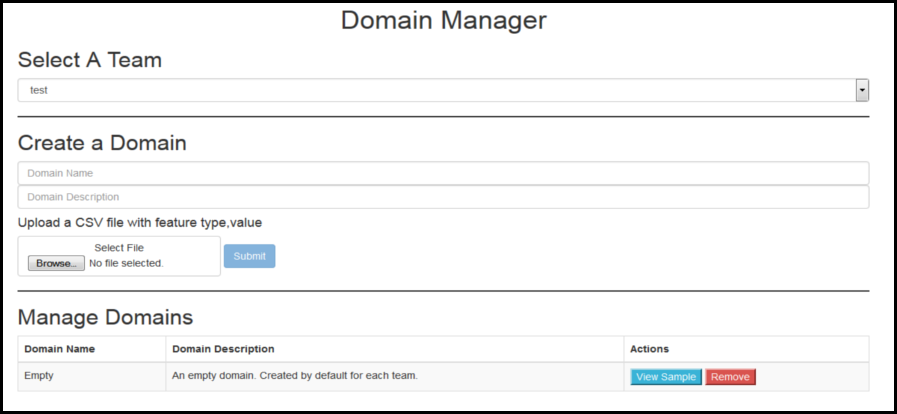 Domain Manager
Select A Team
test
Create a Domain
Domain Name
Domain Description
Upload a CSV file with feature type,value
Select File
Browse... No file selected. Submit
Manage Domains
Domain Name Domain Description Actions
Empty An empty domain. Created by default for each team. View Sample Remove